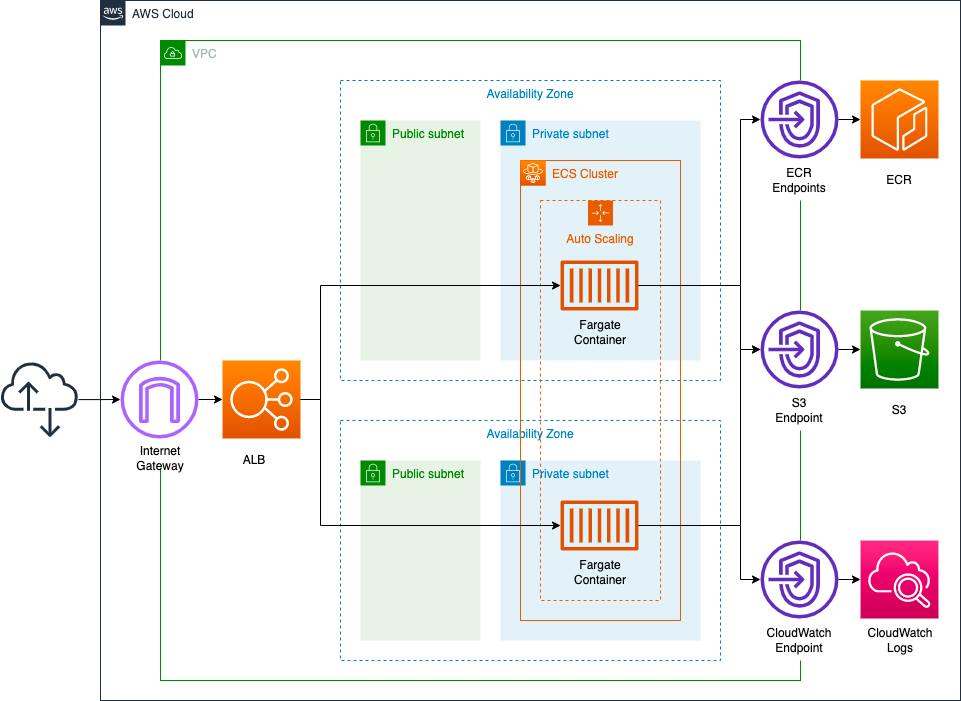 aws
AWS Cloud
VPC
Availability Zone
Public subnet
Private subnet
ECS Cluster
Auto Scaling
Fargate
Container
ECR
Endpoints
ECR
S3
Endpoint
S3
Internet
Gateway
ALB
Availability Zone
Public subnet
Private subnet
Fargate
Container
CloudWatch
Endpoint
CloudWatch
Logs